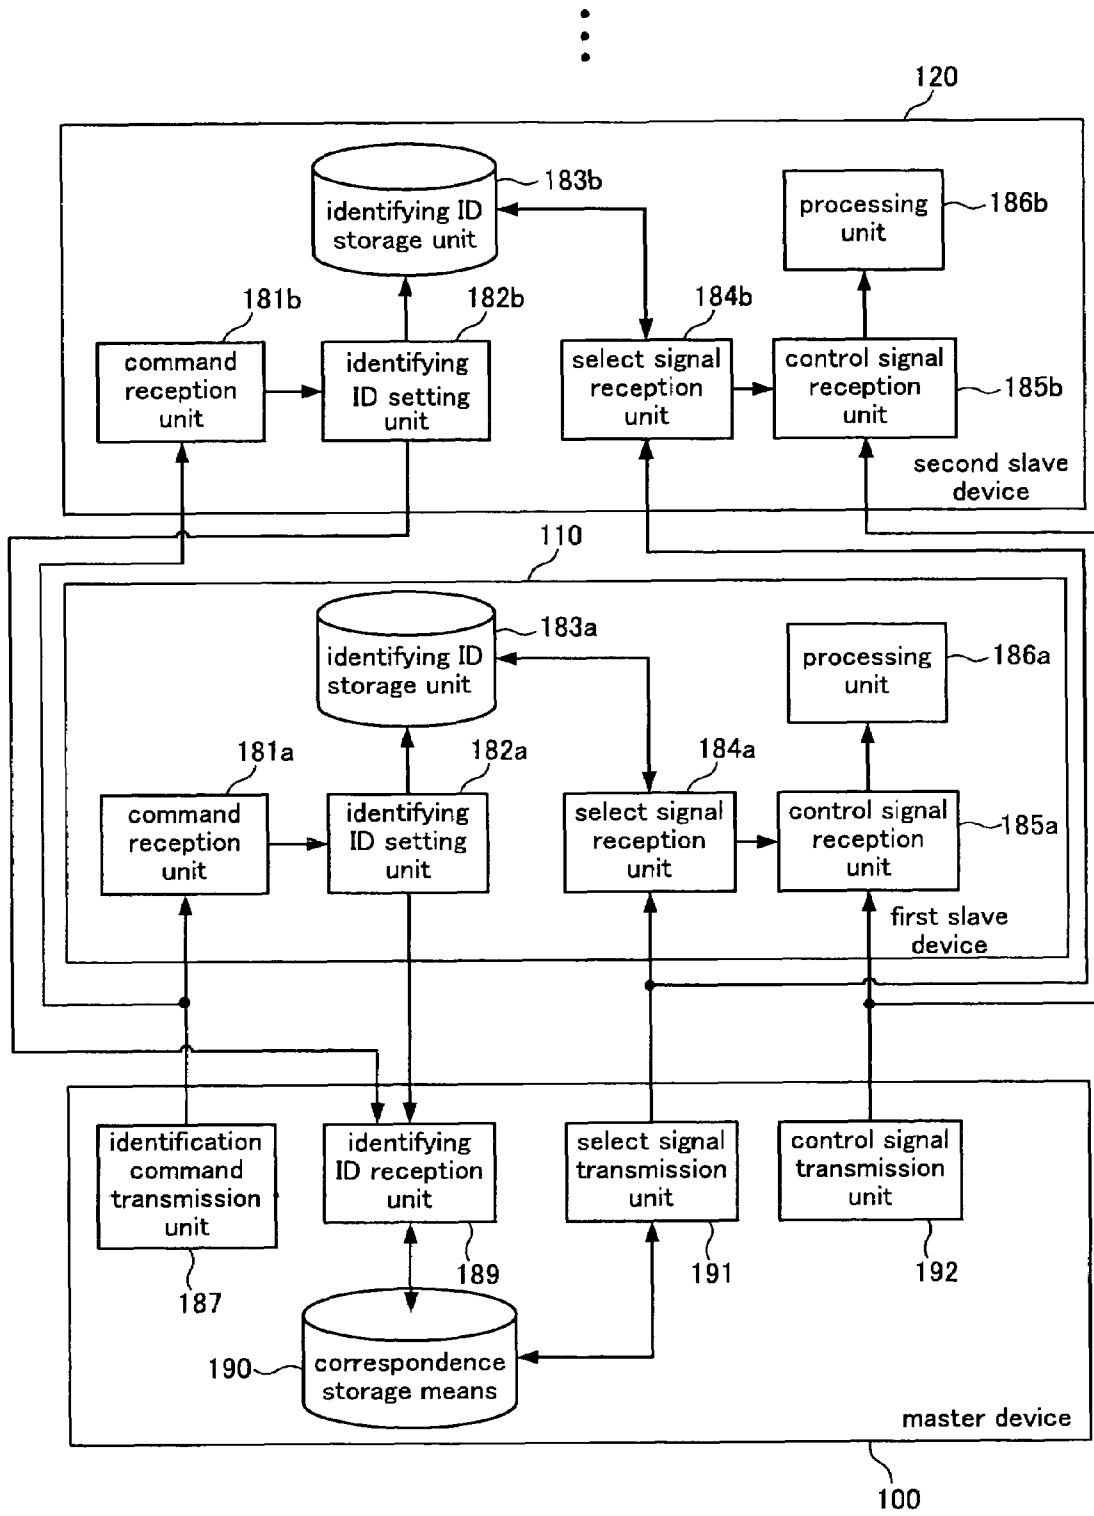 120
183b
identifying ID
storage unit
processing
unit
186b
181b
182b
184b
command
reception
unit
identifying
ID setting
unit
select signal
reception
unit
control signal
reception
unit
185b
second slave
device
110
183a
identifying ID
storage unit
processing
unit
186a
181a
182a
184a
command
reception
unit
identifying
ID setting
unit
select signal
reception
unit
control signal
reception
unit
185a
first slave
device
identification
command
transmission
unit
identifying
ID reception
unit
select signal
transmission
unit
control signal
transmission
unit
187
189
191
192
190
correspondence
storage means
master device
100